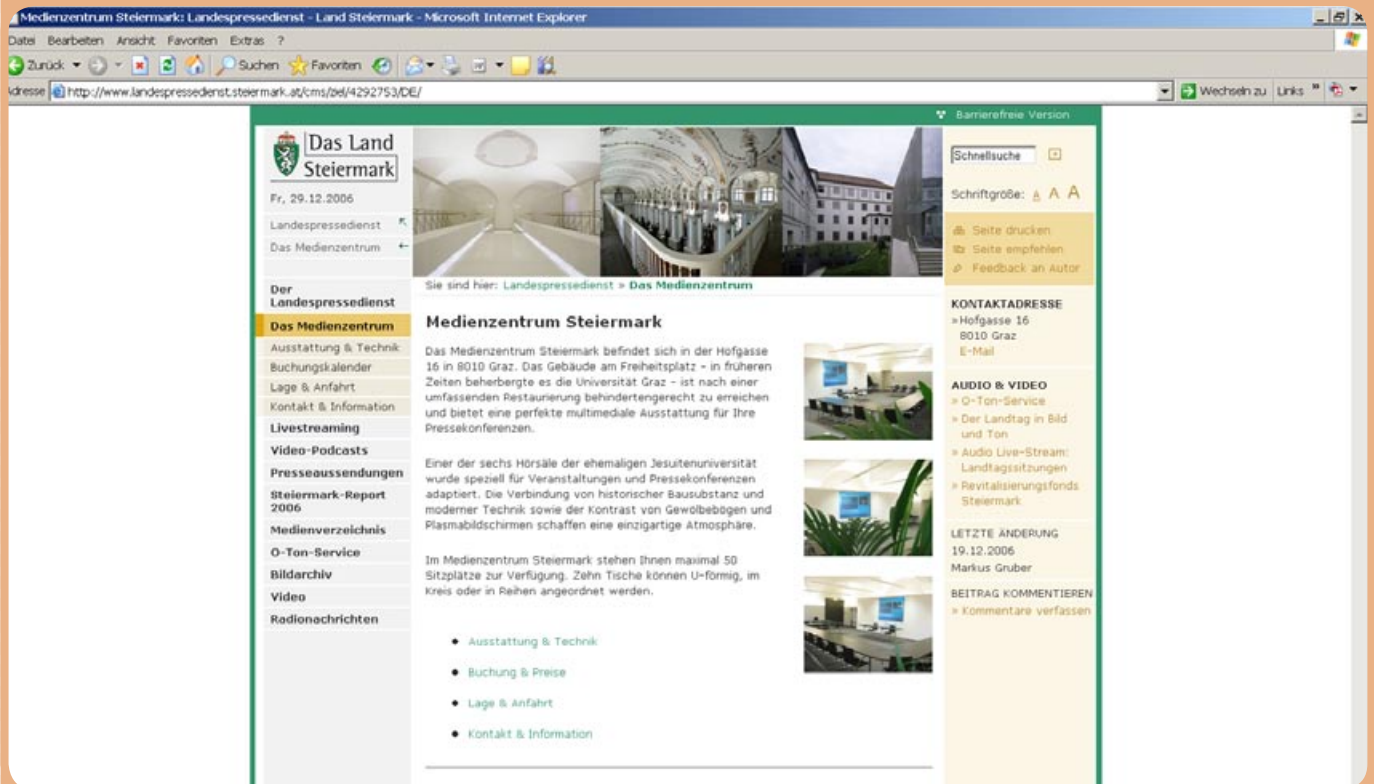 Medienzentrum Steiermark: Landespressedienst - Land Steiermark - Microsoft Internet Explorer
Datei Bearbeiten Ansicht Favoriten Extras ?
Zurück Suchen Favoriten
Adresse http://www.landespressedienst.steiermark.at/cms/ziel/4292753/DE/ Wechseln zu Links »
Barrierefreie Version
Das Land
Steiermark
Fr, 29.12.2006
Landespressedienst
Das Medienzentrum
Der
Landespressedienst
Das Medienzentrum
Ausstattung & Technik
Buchungskalender
Lage & Anfahrt
Kontakt & Information
Livestreaming
Video-Podcasts
Presseaussendungen
Steiermark-Report
2006
Medienverzeichnis
O-Ton-Service
Bildarchiv
Video
Radionachrichten
Sie sind hier: Landespressedienst » Das Medienzentrum
Medienzentrum Steiermark
Das Medienzentrum Steiermark befindet sich in der Hofgasse
16 in 8010 Graz. Das Gebäude am Freiheitsplatz – in früheren
Zeiten beherbergte es die Universität Graz – ist nach einer
umfassenden Restaurierung behindertengerecht zu erreichen
und bietet eine perfekte multimediale Ausstattung für Ihre
Pressekonferenzen.
Einer der sechs Hörsäle der ehemaligen Jesuitenuniversität
wurde speziell für Veranstaltungen und Pressekonferenzen
adaptiert. Die Verbindung von historischer Bausubstanz und
moderner Technik sowie der Kontrast von Gewölbebögen und
Plasmabildschirmen schaffen eine einzigartige Atmosphäre.
Im Medienzentrum Steiermark stehen Ihnen maximal 50
Sitzplätze zur Verfügung. Zehn Tische können U-förmig, im
Kreis oder in Reihen angeordnet werden.
• Ausstattung & Technik
• Buchung & Preise
• Lage & Anfahrt
• Kontakt & Information
Schnellsuche
Schriftgröße: A A A
Seite drucken
Seite empfehlen
Feedback an Autor
KONTAKTADRESSE
» Hofgasse 16
8010 Graz
E-Mail
AUDIO & VIDEO
» O-Ton-Service
» Der Landtag in Bild
und Ton
» Audio Live-Stream:
Landtagssitzungen
» Revitalisierungsfonds
Steiermark
LETZTE ÄNDERUNG
19.12.2006
Markus Gruber
BEITRAG KOMMENTIEREN
» Kommentare verfassen